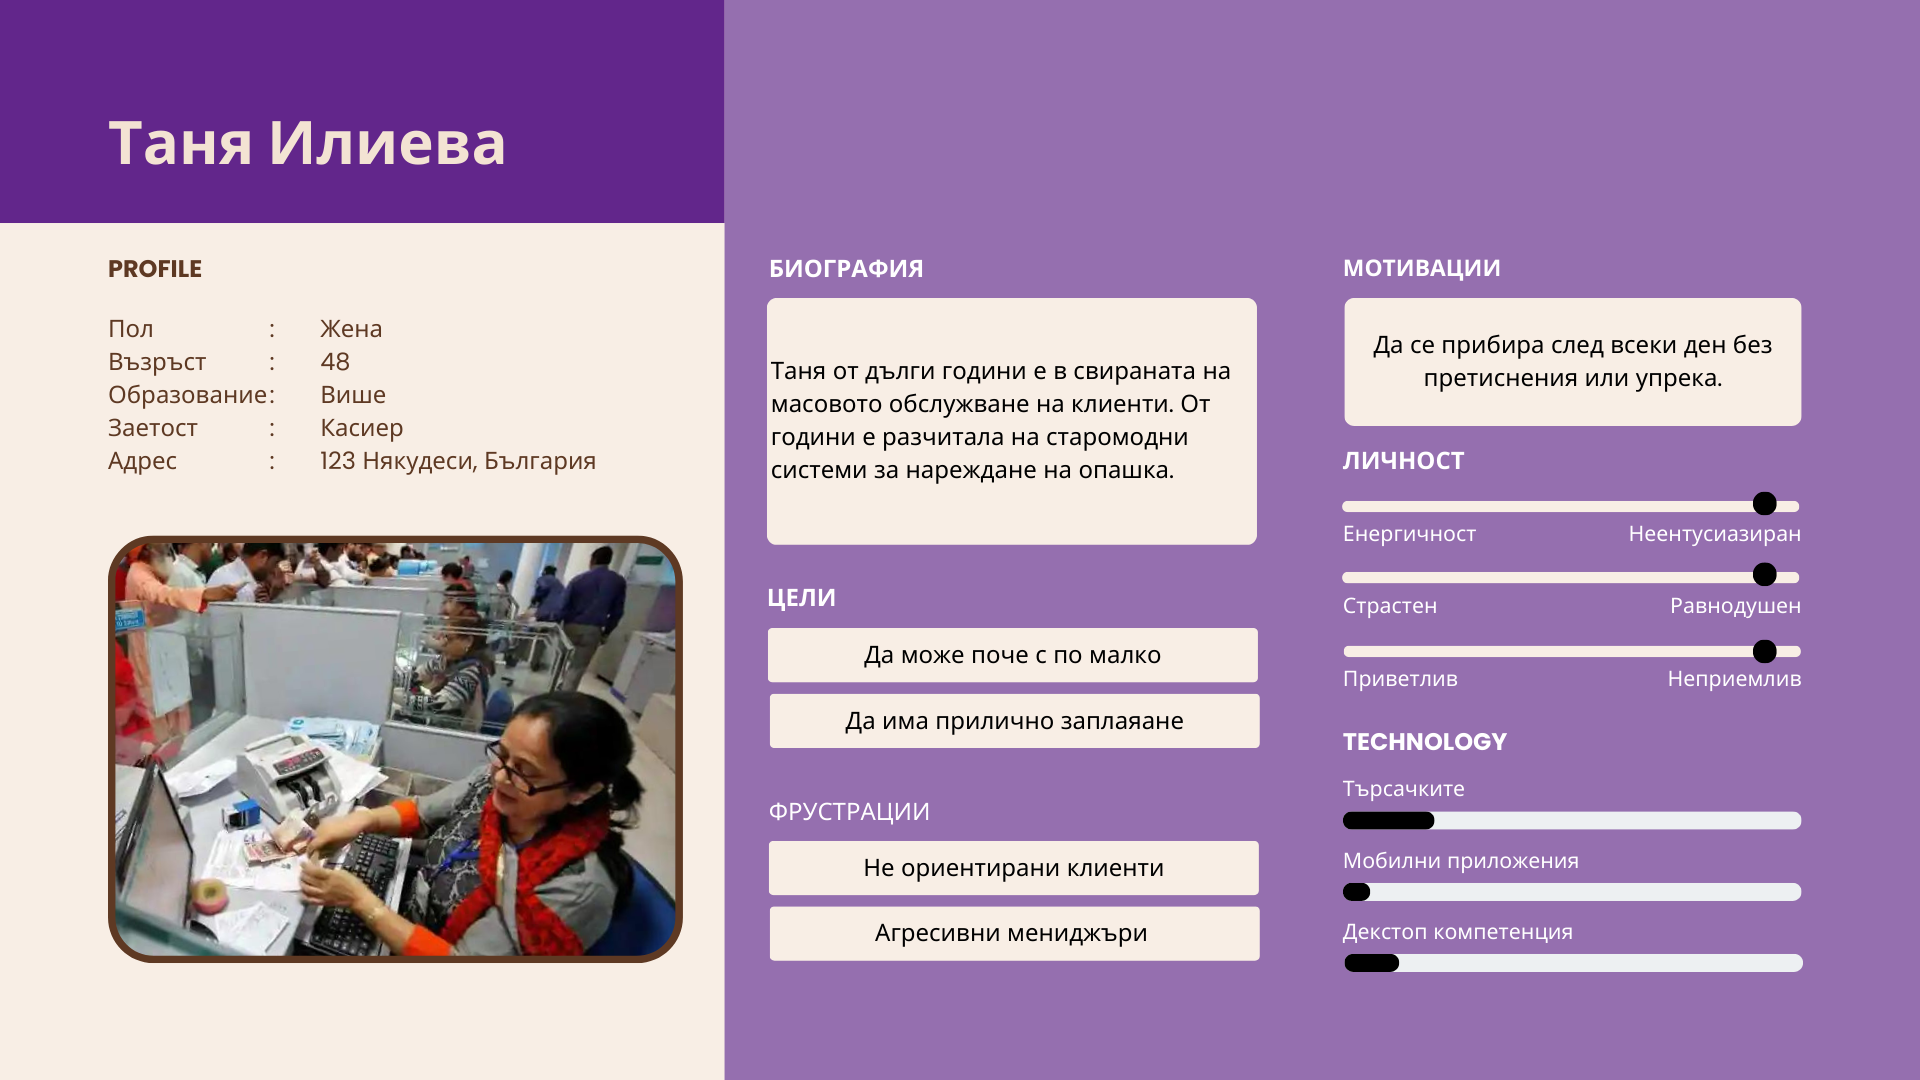 Таня Илиева
PROFILE
Пол : Жена
Възръст : 48
Образование : Више
Заетост : Касиер
Адрес : 123 Някудеси, България
БИОГРАФИЯ
Таня от дълги години е в свираната на
масовото обслужване на клиенти. От
години е разчитала на старомодни
системи за нареждане на опашка.
ЦЕЛИ
Да може поче с по малко
Да има прилично заплаяане
ФРУСТРАЦИИ
Не ориентирани клиенти
Агресивни мениджъри
МОТИВАЦИИ
Да се прибира след всеки ден без
претиснения или упрека.
ЛИЧНОСТ
Енергичност Неентусиазиран
Страстен Равнодушен
Приветлив Неприемлив
TECHNOLOGY
Търсачките
Мобилни приложения
Декстоп компетенция